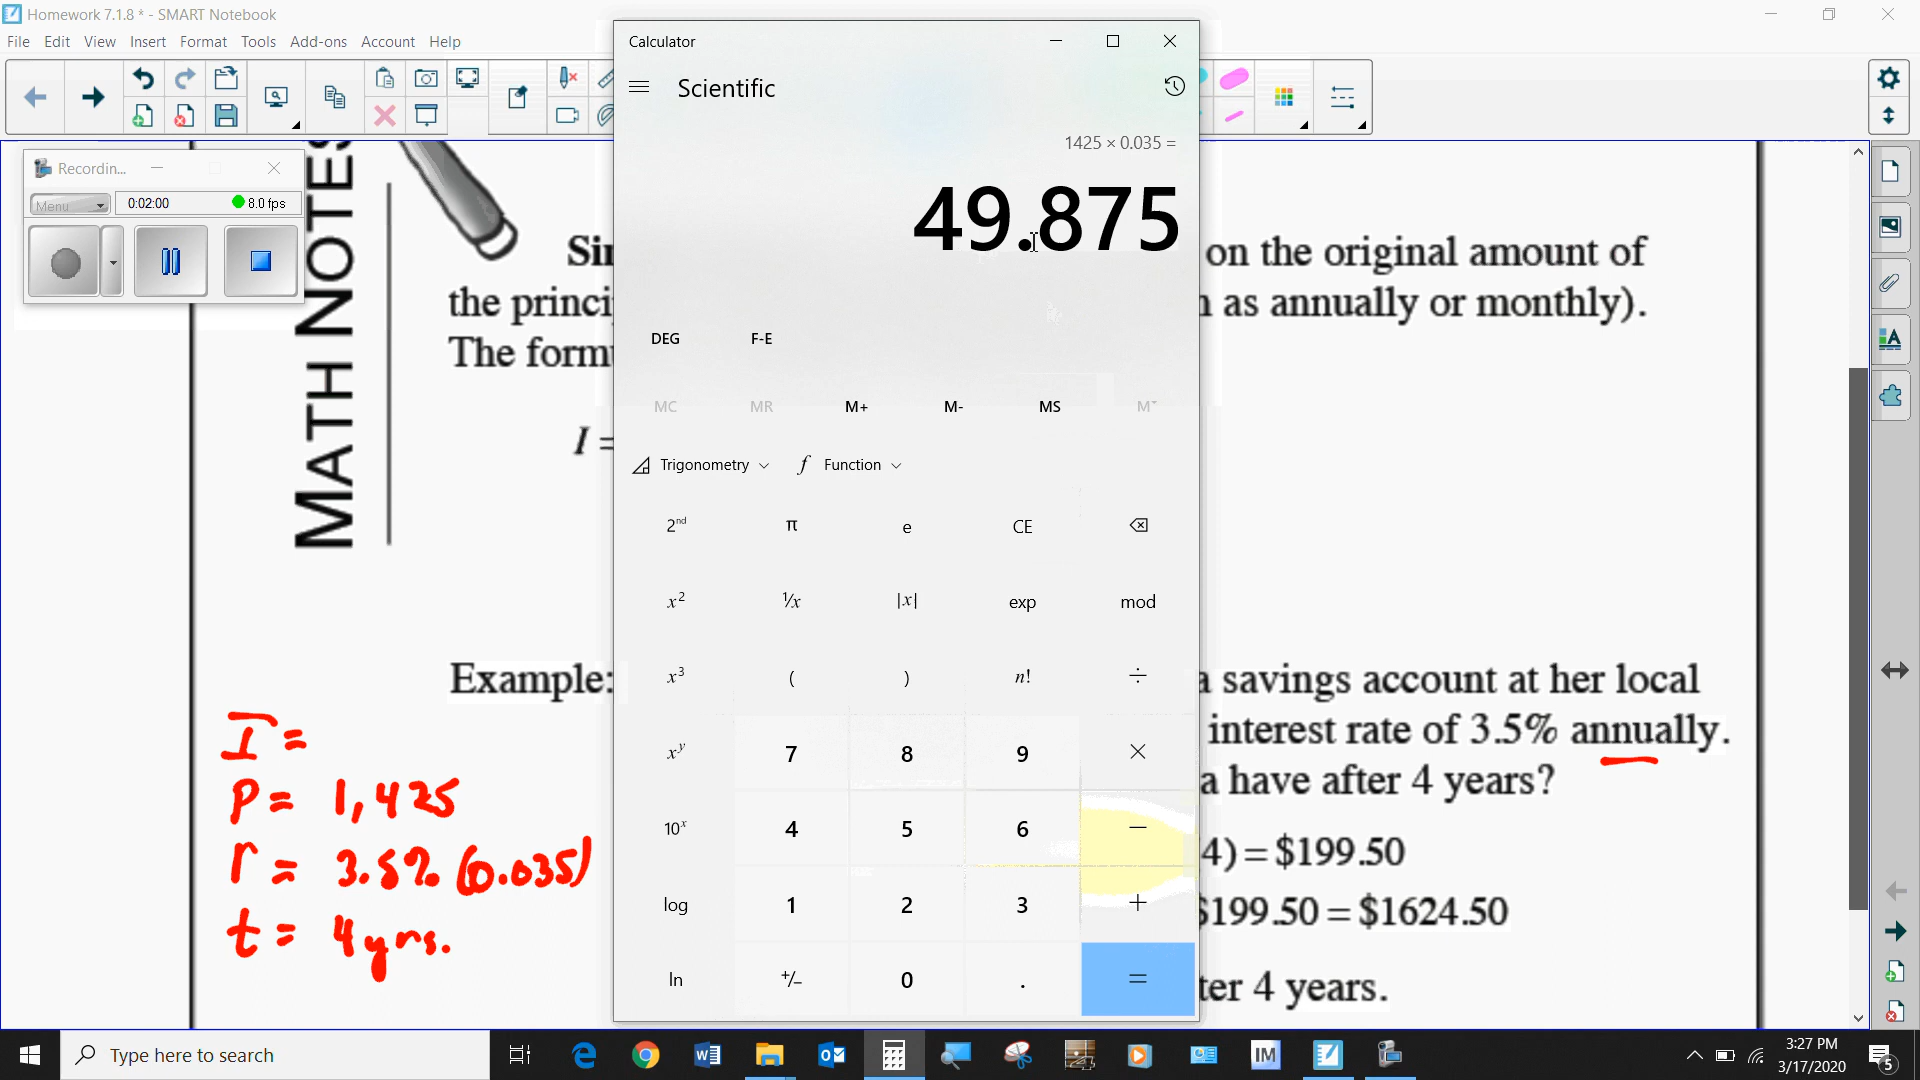 Homework 7.1.8 * - SMART Notebook
File Edit View Insert Format Tools Add-ons Account Help
Calculator
Scientific
1425 × 0.035 =
49.875
DEG F-E
MC MR M+ M- MS M˅
Trigonometry f Function
2nd π e CE
x² ¹/x |x| exp mod
x³ ( ) n! ÷
xʸ 7 8 9 ×
10ˣ 4 5 6 −
log 1 2 3 +
ln +/− 0 . =
Recordin...
Menu 0:02:00 8.0 fps
MATH NOTES
on the original amount of
the as annually or monthly).
The
I =
Example: savings account at her local
interest rate of 3.5% annually.
have after 4 years?
4) = $199.50
$199.50 = $1624.50
4 years.
I =
P = 1,425
r = 3.5% (0.035)
t = 4 yrs.
Type here to search
IM
3:27 PM
3/17/2020
5